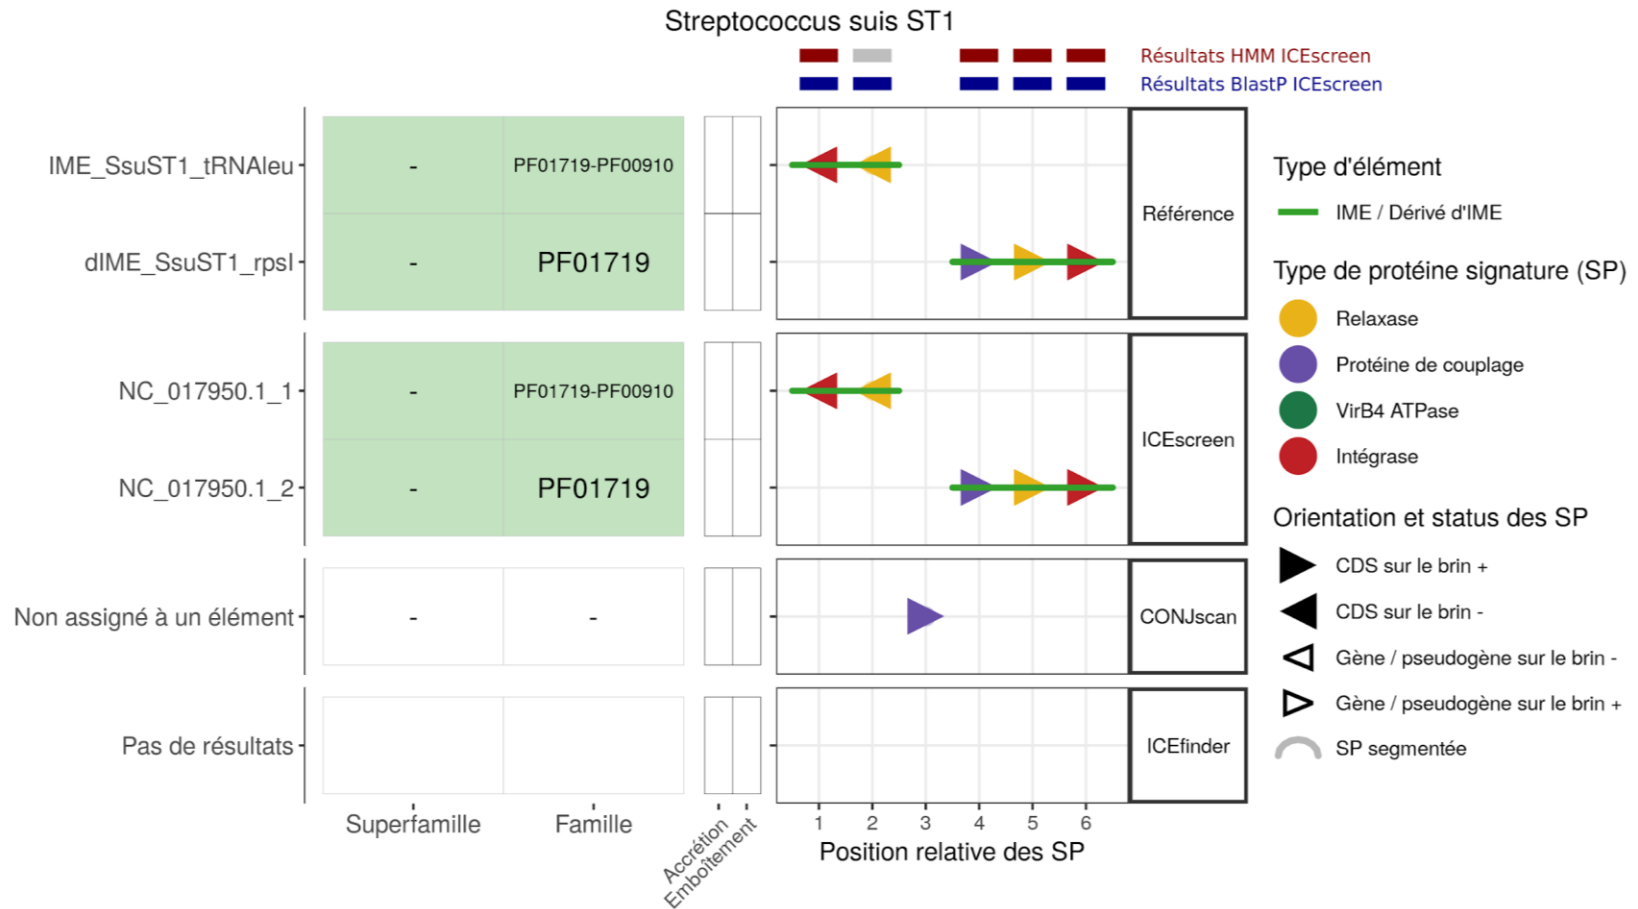 Streptococcus suis ST1
Résultats HMM ICEscreen
Résultats BlastP ICEscreen
IME_SsuST1_tRNAleu
-
PF01719-PF00910
dIME_SsuST1_rpsI
-
PF01719
Référence
NC_017950.1_1
-
PF01719-PF00910
NC_017950.1_2
-
PF01719
ICEscreen
Non assigné à un élément
-
-
CONJscan
Pas de résultats
ICEfinder
Superfamille
Famille
Accrétion
Emboîtement
1 2 3 4 5 6
Position relative des SP
Type d'élément
IME / Dérivé d'IME
Type de protéine signature (SP)
Relaxase
Protéine de couplage
VirB4 ATPase
Intégrase
Orientation et status des SP
CDS sur le brin +
CDS sur le brin -
Gène / pseudogène sur le brin -
Gène / pseudogène sur le brin +
SP segmentée